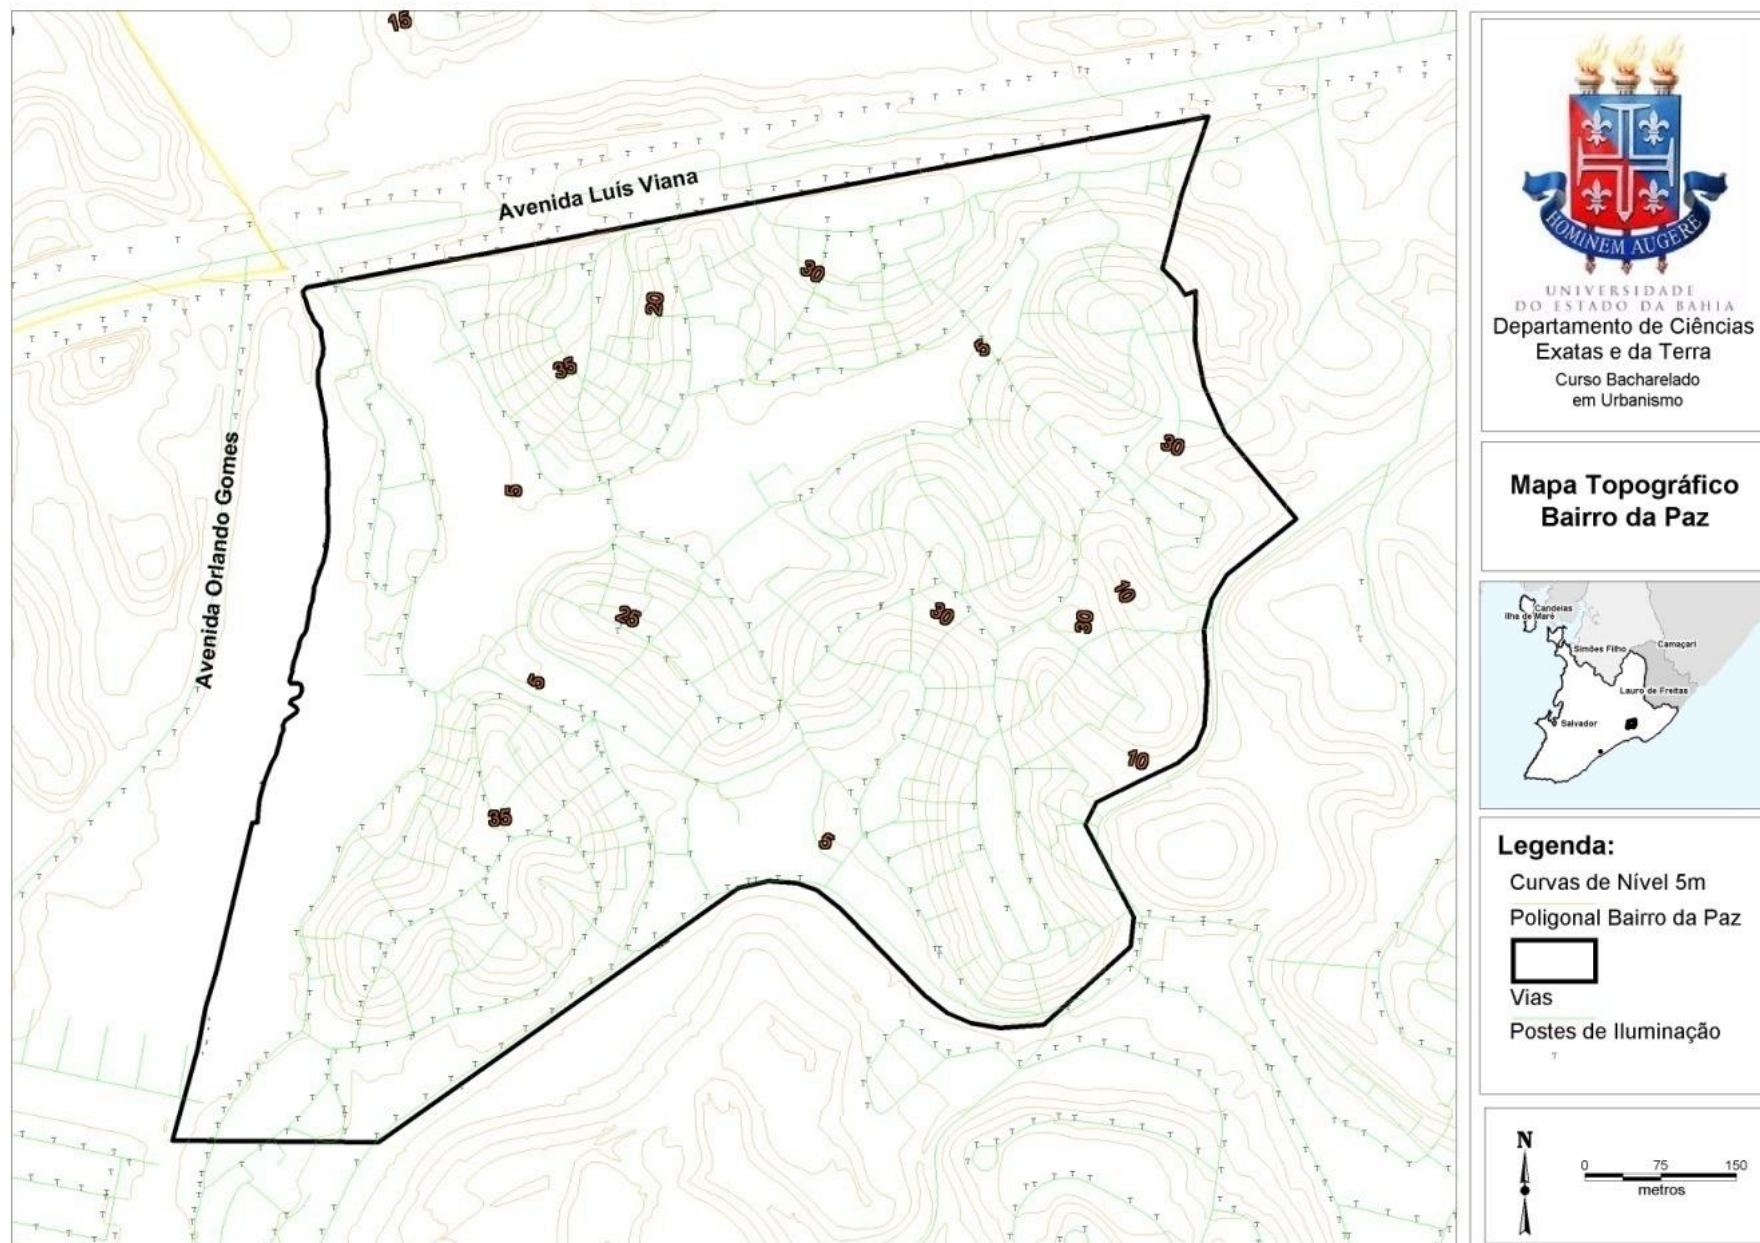 15
Avenida Luís Viana
30
20
35
5
30
5
Avenida Orlando Gomes
25
30
10
30
5
10
35
5
HOMINEM AUGERE
UNIVERSIDADE
DO ESTADO DA BAHIA
Departamento de Ciências
Exatas e da Terra
Curso Bacharelado
em Urbanismo
Mapa Topográfico
Bairro da Paz
Candeias
Ilha de Maré
Simões Filho
Camaçari
Lauro de Freitas
Salvador
Legenda:
Curvas de Nível 5m
Poligonal Bairro da Paz
Vias
Postes de Iluminação
N
0 75 150
metros